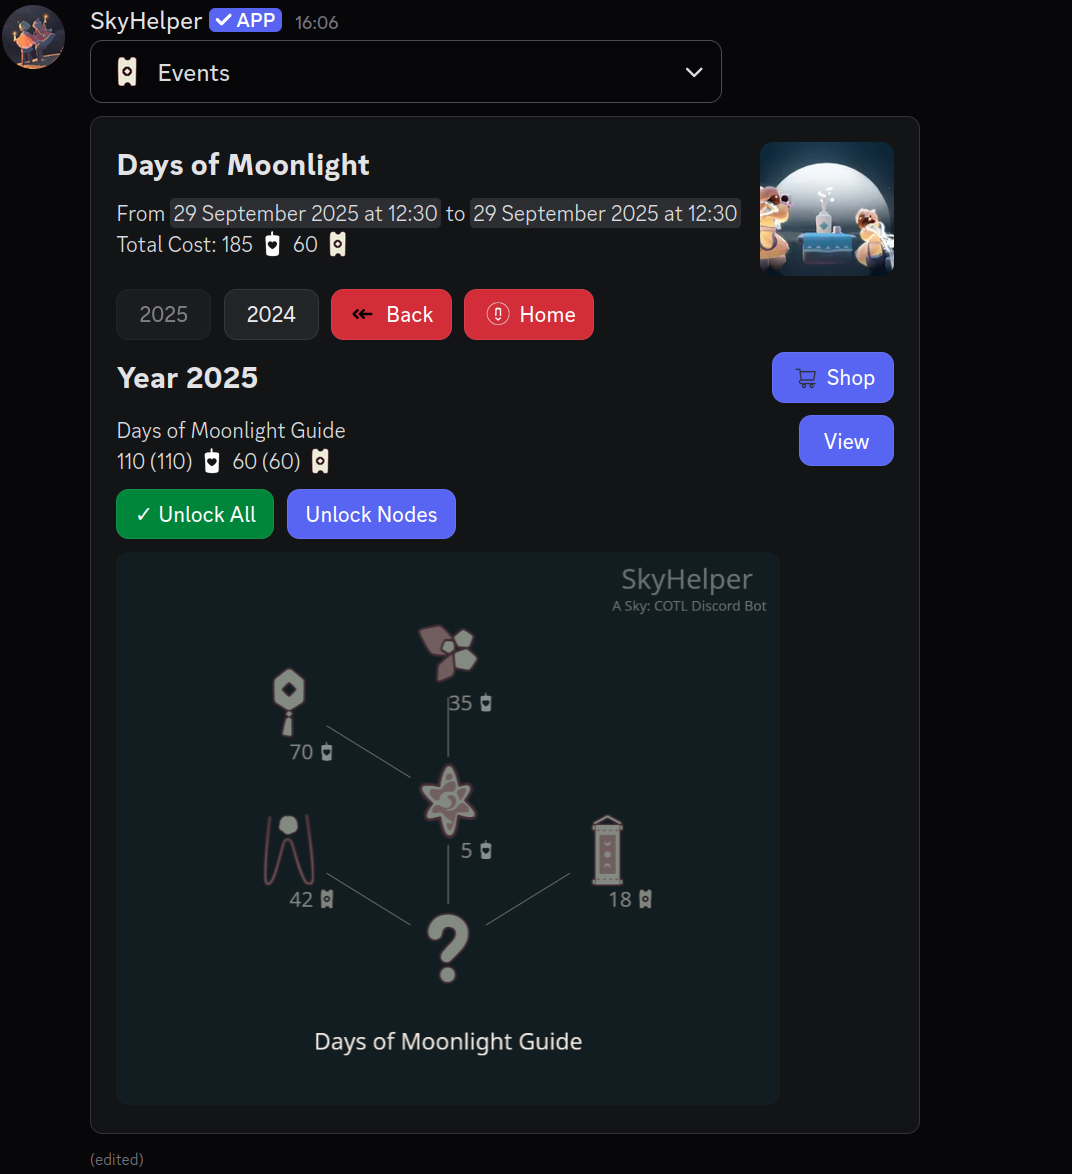 SkyHelper ✓ APP 16:06
Events
Days of Moonlight
From 29 September 2025 at 12:30 to 29 September 2025 at 12:30
Total Cost: 185 60
2025 2024 Back Home
Year 2025 Shop
Days of Moonlight Guide
110 (110) 60 (60)
View
✓ Unlock All Unlock Nodes
SkyHelper
A Sky: COTL Discord Bot
35
70
5
42
18
?
Days of Moonlight Guide
(edited)